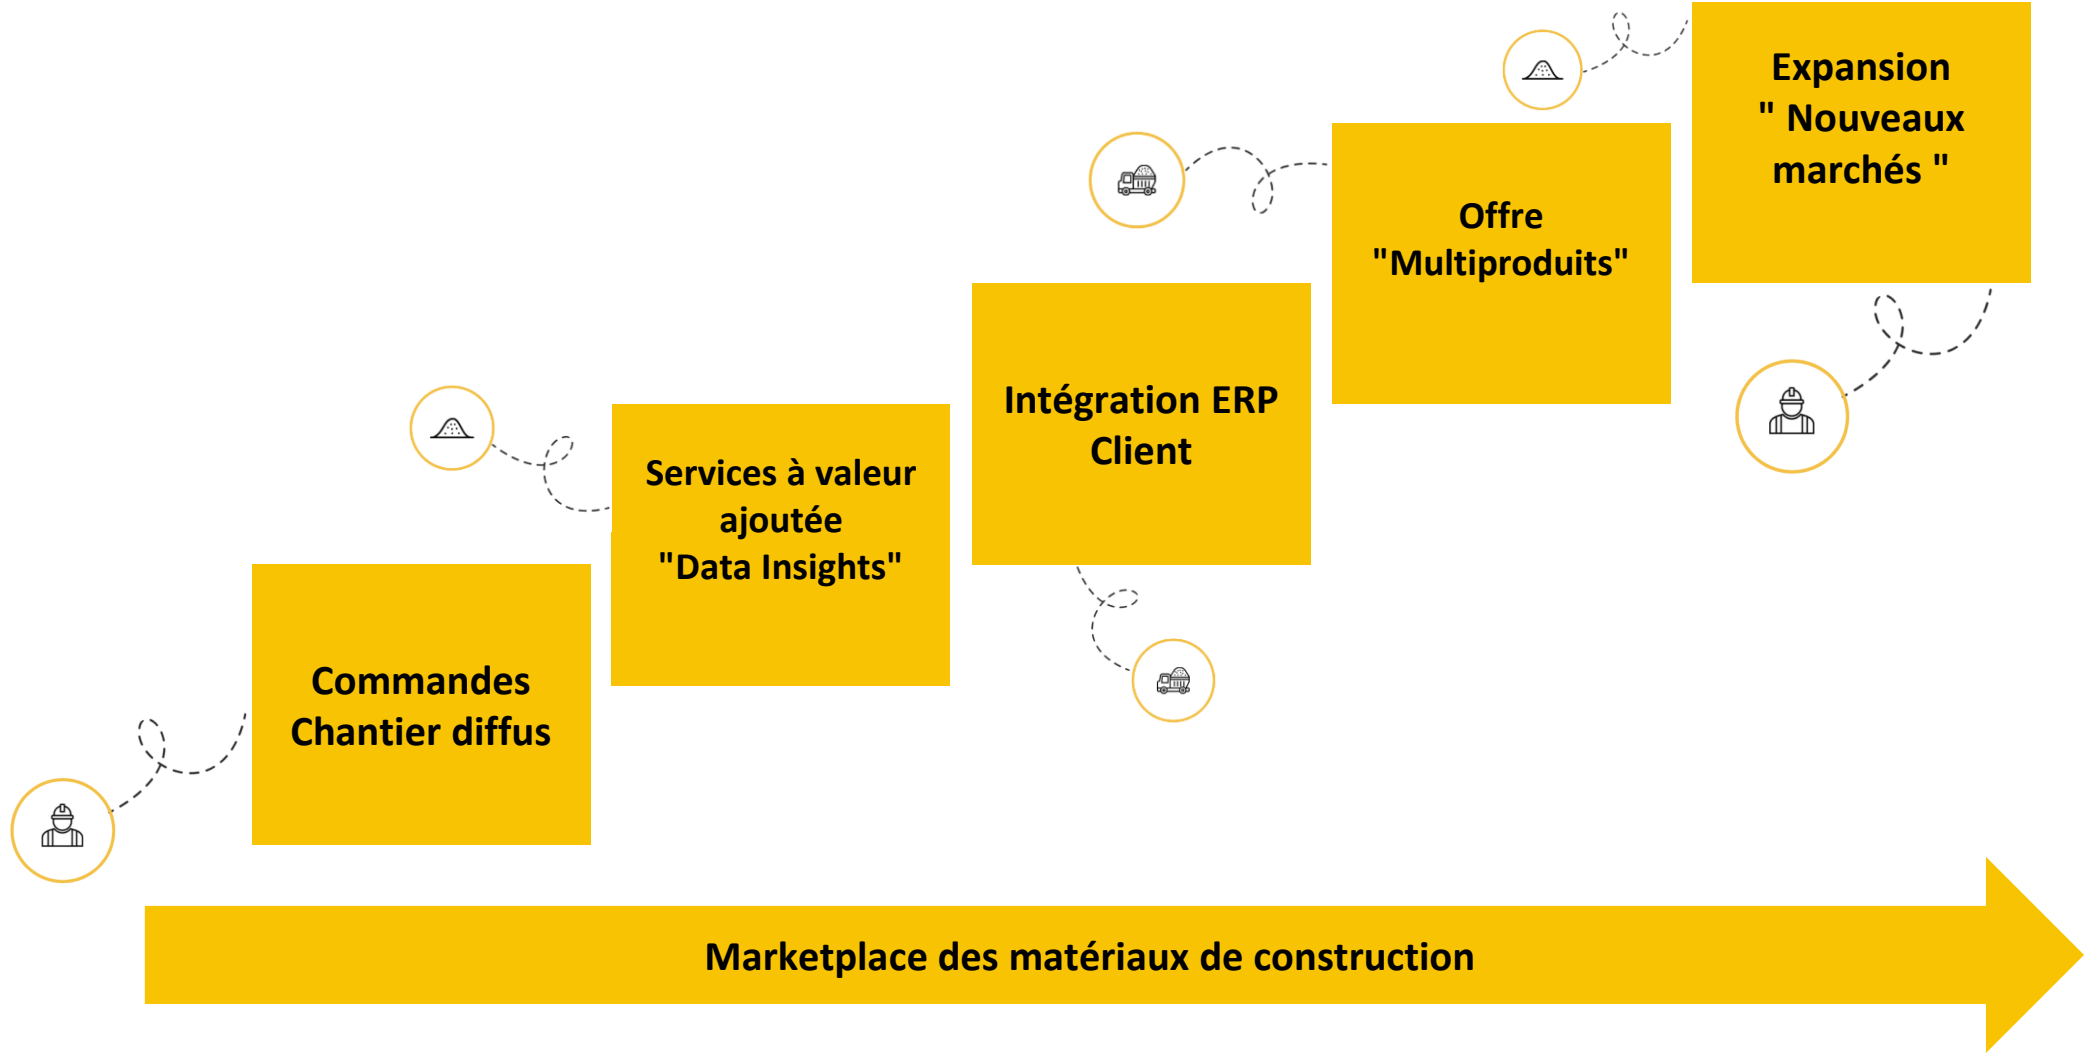 Commandes
Chantier diffus
Services à valeur
ajoutée
"Data Insights"
Intégration ERP
Client
Offre
"Multiproduits"
Expansion
" Nouveaux
marchés "
Marketplace des matériaux de construction